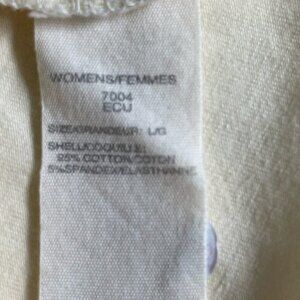 WOMENS/FEMMES
7004
ECU
SIZE/GRANDEUR: L/G
SHELL/COQUILLE:
95% COTTON/COTON
5%SPANDEX/ELASTHANNE